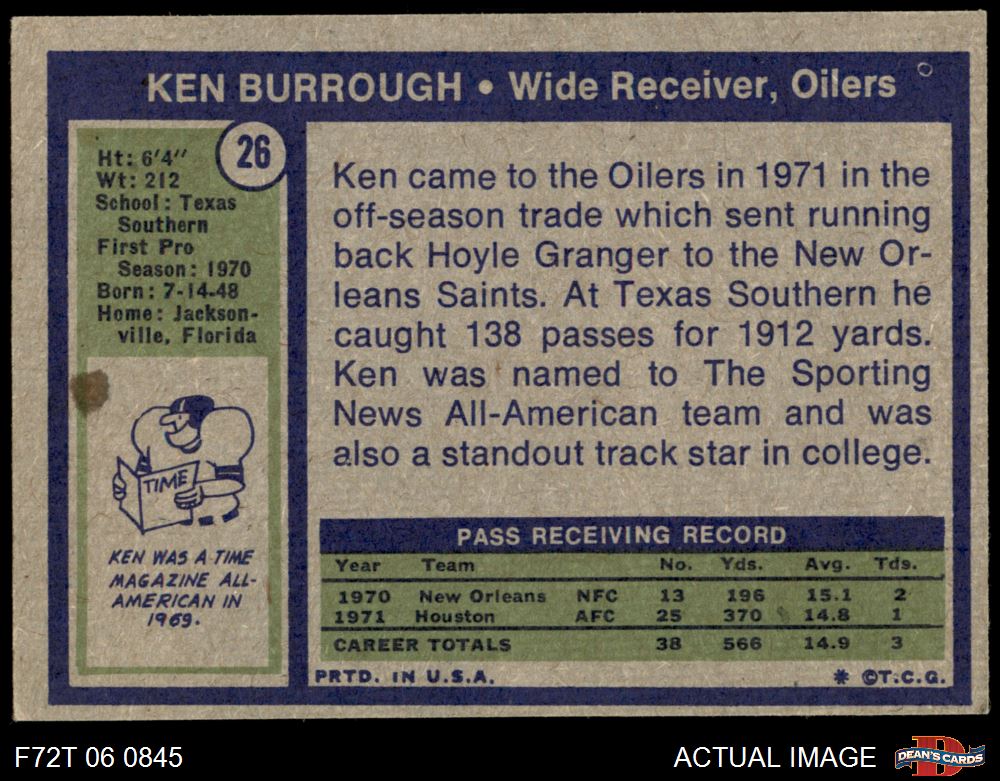 KEN BURROUGH • Wide Receiver, Oilers
26
Ht: 6'4"
Wt: 212
School: Texas
Southern
First Pro
Season: 1970
Born: 7-14-48
Home: Jackson-
ville, Florida
TIME
KEN WAS A TIME
MAGAZINE ALL-
AMERICAN IN
1969.
Ken came to the Oilers in 1971 in the
off-season trade which sent running
back Hoyle Granger to the New Or-
leans Saints. At Texas Southern he
caught 138 passes for 1912 yards.
Ken was named to The Sporting
News All-American team and was
also a standout track star in college.
PASS RECEIVING RECORD
Year Team No. Yds. Avg. Tds.
1970 New Orleans NFC 13 196 15.1 2
1971 Houston AFC 25 370 14.8 1
CAREER TOTALS 38 566 14.9 3
PRTD. IN U.S.A. * ©T.C.G.
F72T 06 0845 ACTUAL IMAGE
D
DEAN'S CARDS